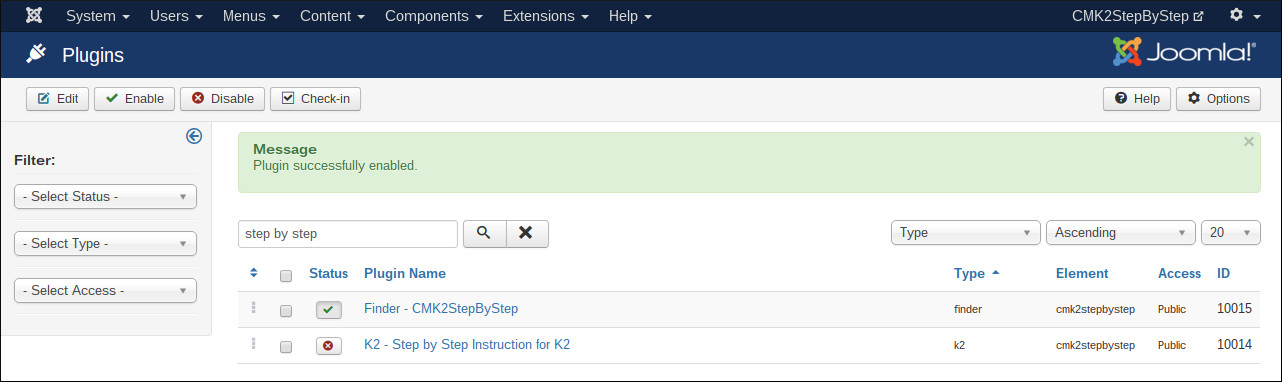 System Users Menus Content Components Extensions Help CMK2StepByStep
Plugins Joomla!®
Edit Enable Disable Check-in Help Options
Filter:
- Select Status -
- Select Type -
- Select Access -
Message
Plugin successfully enabled.
step by step Type Ascending 20
Status Plugin Name Type Element Access ID
Finder - CMK2StepByStep finder cmk2stepbystep Public 10015
K2 - Step by Step Instruction for K2 k2 cmk2stepbystep Public 10014